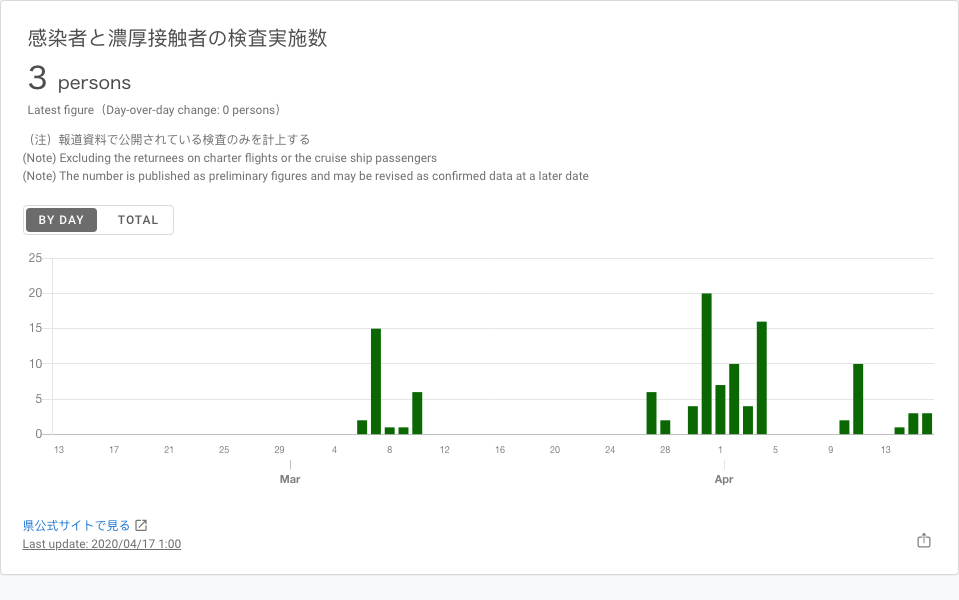 感染者と濃厚接触者の検査実施数
3 persons
Latest figure（Day-over-day change: 0 persons）
（注）報道資料で公開されている検査のみを計上する
(Note) Excluding the returnees on charter flights or the cruise ship passengers
(Note) The number is published as preliminary figures and may be revised as confirmed data at a later date
BY DAY TOTAL
25
20
15
10
5
0
13 17 21 25 29 4 8 12 16 20 24 28 1 5 9 13
Mar Apr
県公式サイトで見る
Last update: 2020/04/17 1:00